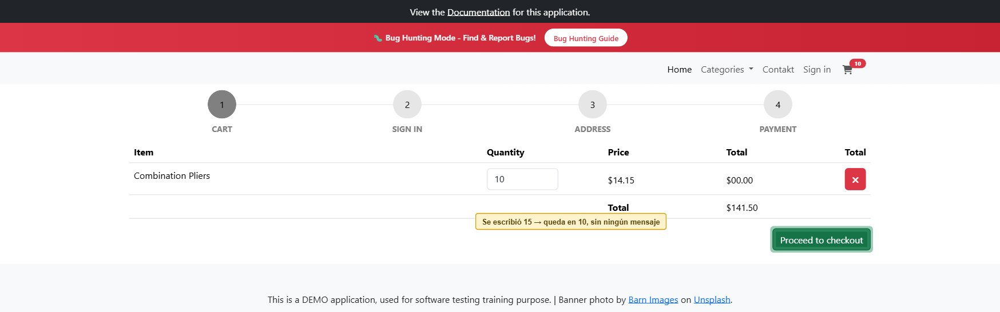 View the Documentation for this application.
Bug Hunting Mode - Find & Report Bugs! Bug Hunting Guide
Home Categories Contakt Sign in 10
1 2 3 4
CART SIGN IN ADDRESS PAYMENT
Item Quantity Price Total Total
Combination Pliers 10 $14.15 $00.00 ×
Total $141.50
Se escribió 15 → queda en 10, sin ningún mensaje
Proceed to checkout
This is a DEMO application, used for software testing training purpose. | Banner photo by Barn Images on Unsplash.